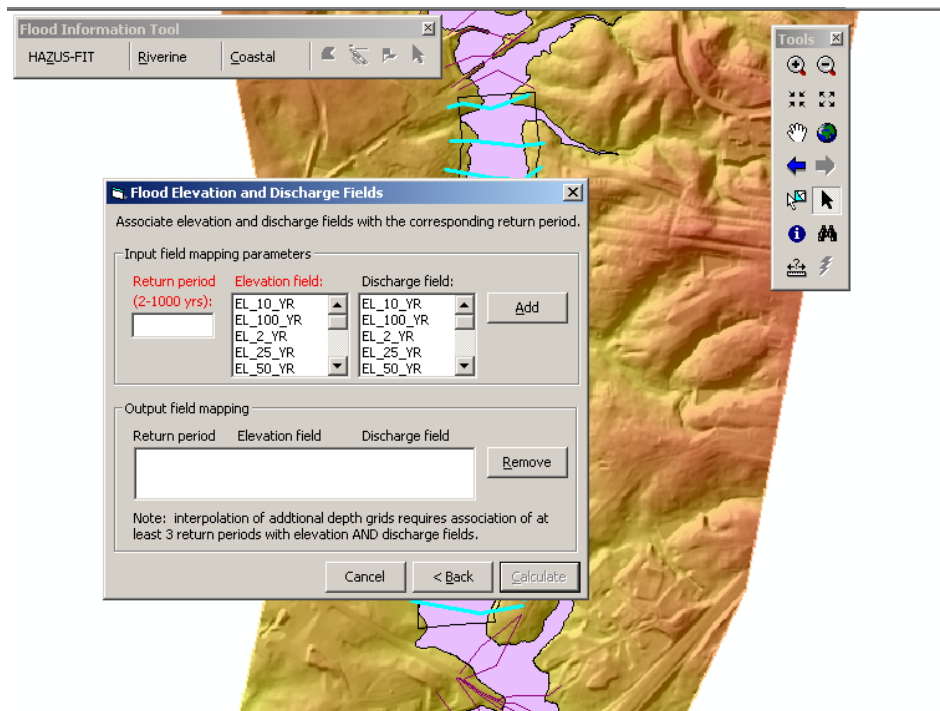 Flood Information Tool
HAZUS-FIT Riverine Coastal
Tools
Flood Elevation and Discharge Fields
Associate elevation and discharge fields with the corresponding return period.
Input field mapping parameters
Return period
(2-1000 yrs):
Elevation field:
EL_10_YR
EL_100_YR
EL_2_YR
EL_25_YR
EL_50_YR
Discharge field:
EL_10_YR
EL_100_YR
EL_2_YR
EL_25_YR
EL_50_YR
Add
Output field mapping
Return period Elevation field Discharge field
Remove
Note: interpolation of addtional depth grids requires association of at
least 3 return periods with elevation AND discharge fields.
Cancel < Back Calculate